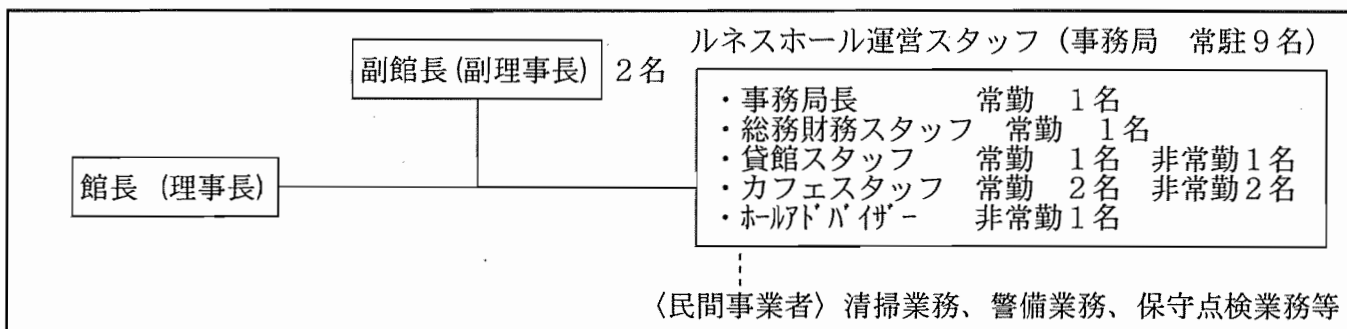 ルネスホール運営スタッフ（事務局　常駐９名）
副館長(副理事長)　２名
・事務局長　　　　常勤　１名
・総務財務スタッフ　常勤　１名
・貸館スタッフ　　常勤　１名　非常勤１名
・カフェスタッフ　常勤　２名　非常勤２名
・ﾎｰﾙｱﾄﾞﾊﾞｲｻﾞｰ　　非常勤１名
館長（理事長）
〈民間事業者〉清掃業務、警備業務、保守点検業務等